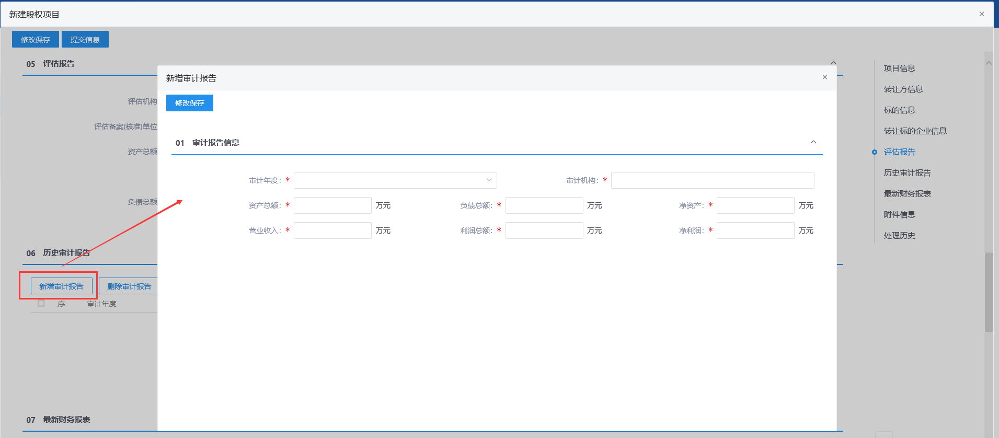 新建股权项目
修改保存 提交信息
05 评估报告
评估机构
评估备案(核准)单位
资产总额
负债总额
06 历史审计报告
新增审计报告 删除审计报告
序 审计年度
07 最新财务报表
新增审计报告
修改保存
01 审计报告信息
审计年度：* 审计机构：*
资产总额：* 万元 负债总额：* 万元 净资产：* 万元
营业收入：* 万元 利润总额：* 万元 净利润：* 万元
项目信息
转让方信息
标的信息
转让标的企业信息
评估报告
历史审计报告
最新财务报表
附件信息
处理历史